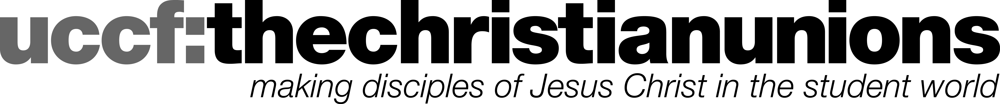 uccf:thechristianunions
making disciples of Jesus Christ in the student world